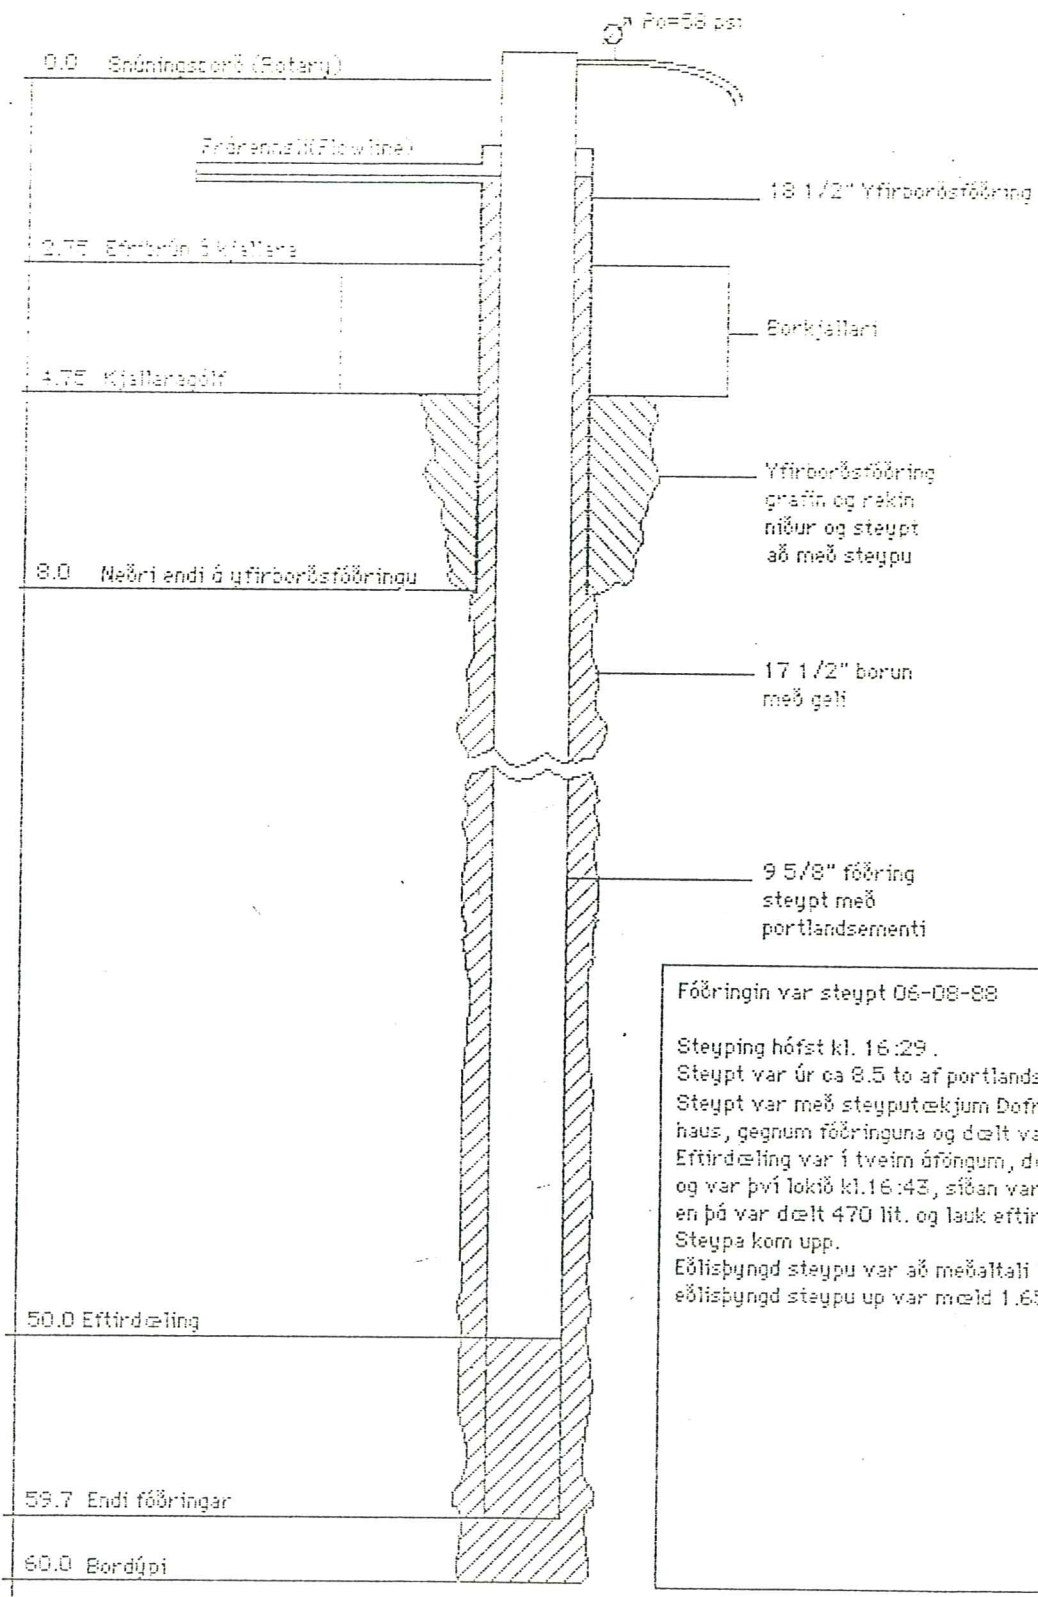 Po=58 psi
0.0 Snúningsborð (Rotary)
Frárennsli(Flowline)
18 1/2" Yfirborðsfóðring
2.75 Efribrún á kjallara
Borkjallari
4.75 Kjallaragólf
Yfirborðsfóðring
grafin og rekin
niður og steypt
að með steypu
8.0 Neðri endi á yfirborðsfóðringu
17 1/2" borun
með geli
9 5/8" fóðring
steypt með
portlandsementi
Fóðringin var steypt 06-08-88
Steyping hófst kl. 16:29.
Steypt var úr ca 8.5 to af portlands
Steypt var með steyputækjum Dofr
haus, gegnum fóðringuna og dælt va
Eftirdæling var í tveim áföngum, d
og var því lokið kl.16:43, síðan var
en þá var dælt 470 lit. og lauk eftir
Steypa kom upp.
Eðlisþyngd steypu var að meðaltali
eðlisþyngd steypu up var mæld 1.65
50.0 Eftirdæling
59.7 Endi fóðringar
60.0 Bordýpi